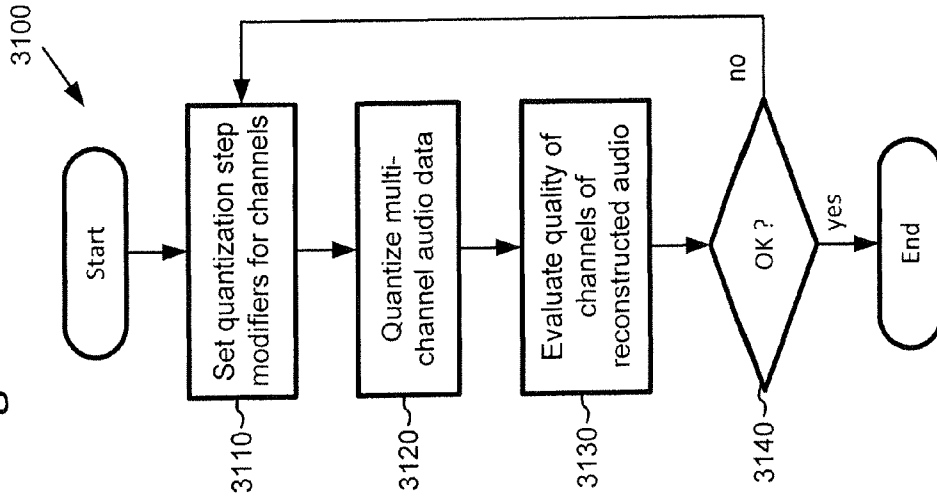 3100
Start
Set quantization step
modifiers for channels
3110
Quantize multi-
channel audio data
3120
Evaluate quality of
channels of
reconstructed audio
3130
OK ?
no
3140
yes
End